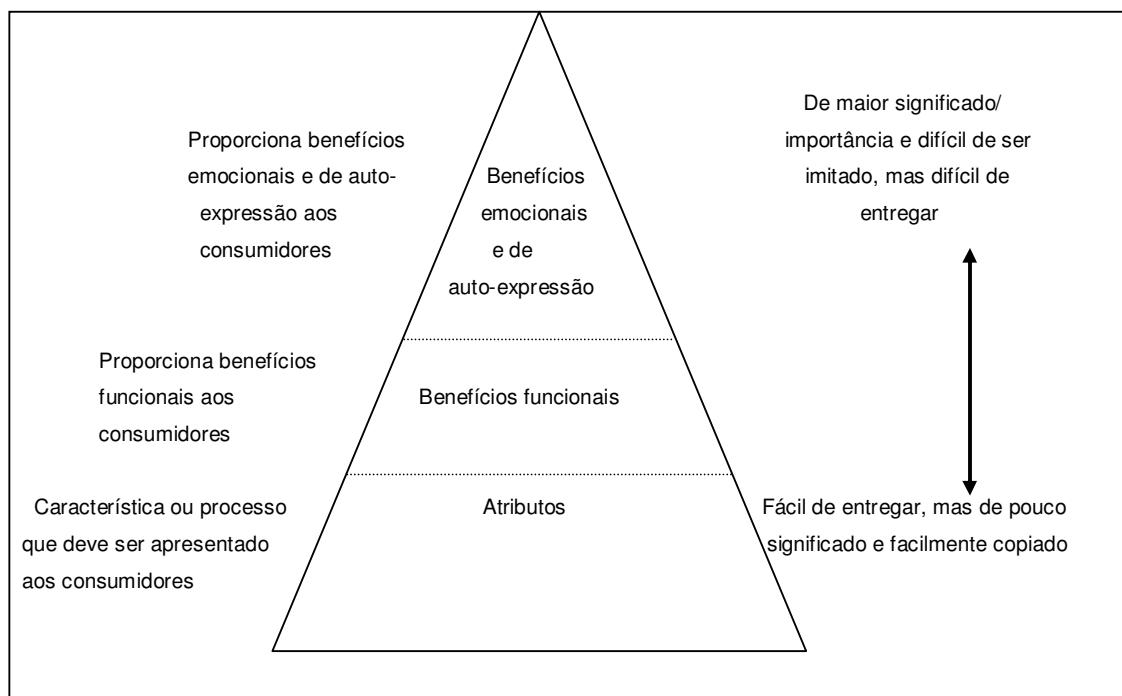 Proporciona benefícios
emocionais e de auto-
expressão aos
consumidores
Benefícios
emocionais
e de
auto-expressão
De maior significado/
importância e difícil de ser
imitado, mas difícil de
entregar
Proporciona benefícios
funcionais aos
consumidores
Benefícios funcionais
Característica ou processo
que deve ser apresentado
aos consumidores
Atributos
Fácil de entregar, mas de pouco
significado e facilmente copiado